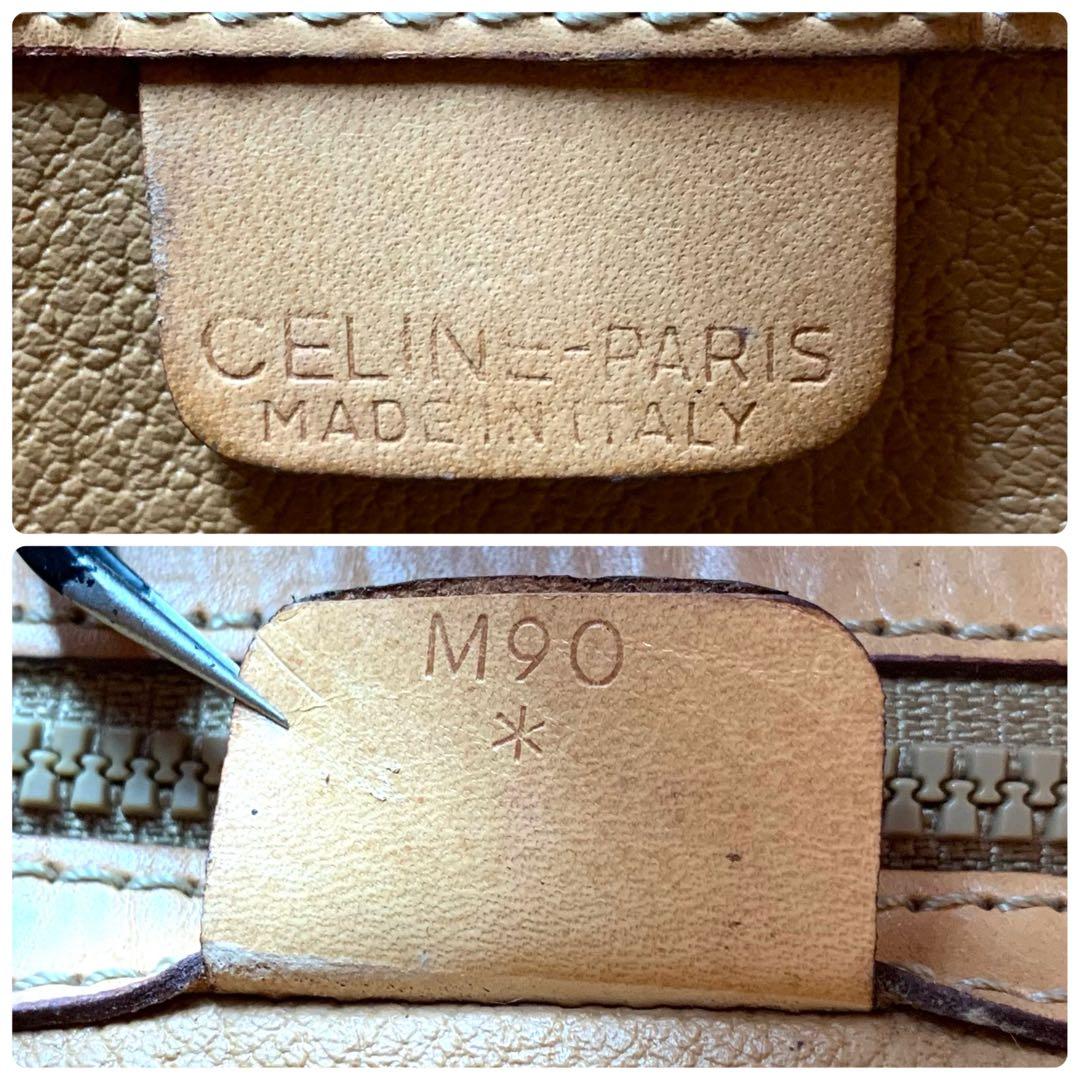 CELINE-PARIS
MADE IN ITALY
M90
*